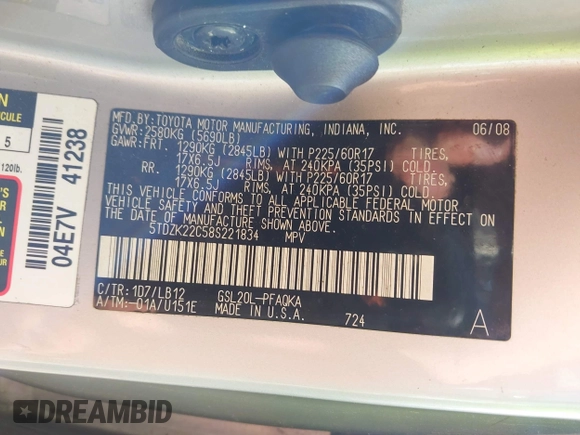 MFD. BY: TOYOTA MOTOR MANUFACTURING, INDIANA, INC. 06/08
GVWR: 2580KG (5690LB)
GAWR: FRT. 1290KG (2845LB) WITH P225/60R17 TIRES,
17X6.5J RIMS, AT 240KPA (35PSI) COLD.
RR. 1290KG (2845LB) WITH P225/60R17 TIRES,
17X6.5J RIMS, AT 240KPA (35PSI) COLD.
THIS VEHICLE CONFORMS TO ALL APPLICABLE FEDERAL MOTOR
VEHICLE SAFETY AND THEFT PREVENTION STANDARDS IN EFFECT
ON THE DATE OF MANUFACTURE SHOWN ABOVE.
5TDZK22C58S221834 MPV
C/TR: 1D7/LB12 GSL20L-PFAQKA
A/TM: -01A/U151E MADE IN U.S.A. 724 A
5
120lb.
04E7V 41238
DREAMBID